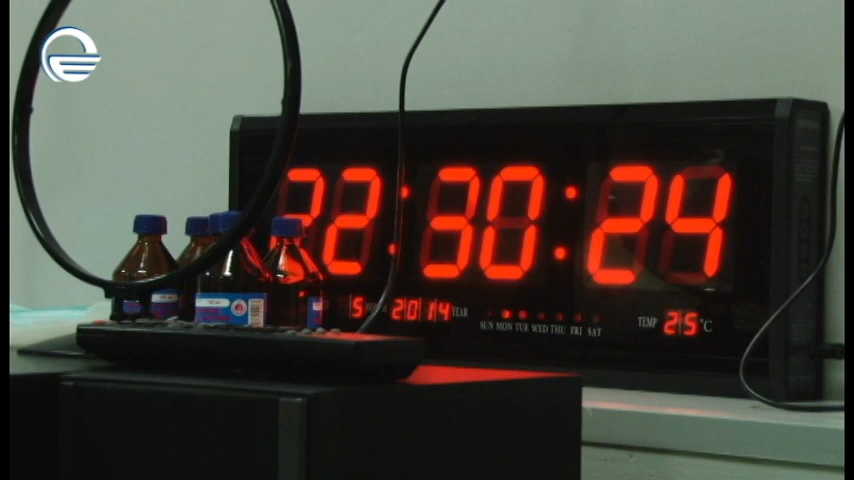 22:30:24
5 2014 YEAR
SUN MON TUE WED THU FRI SAT
TEMP 25°C